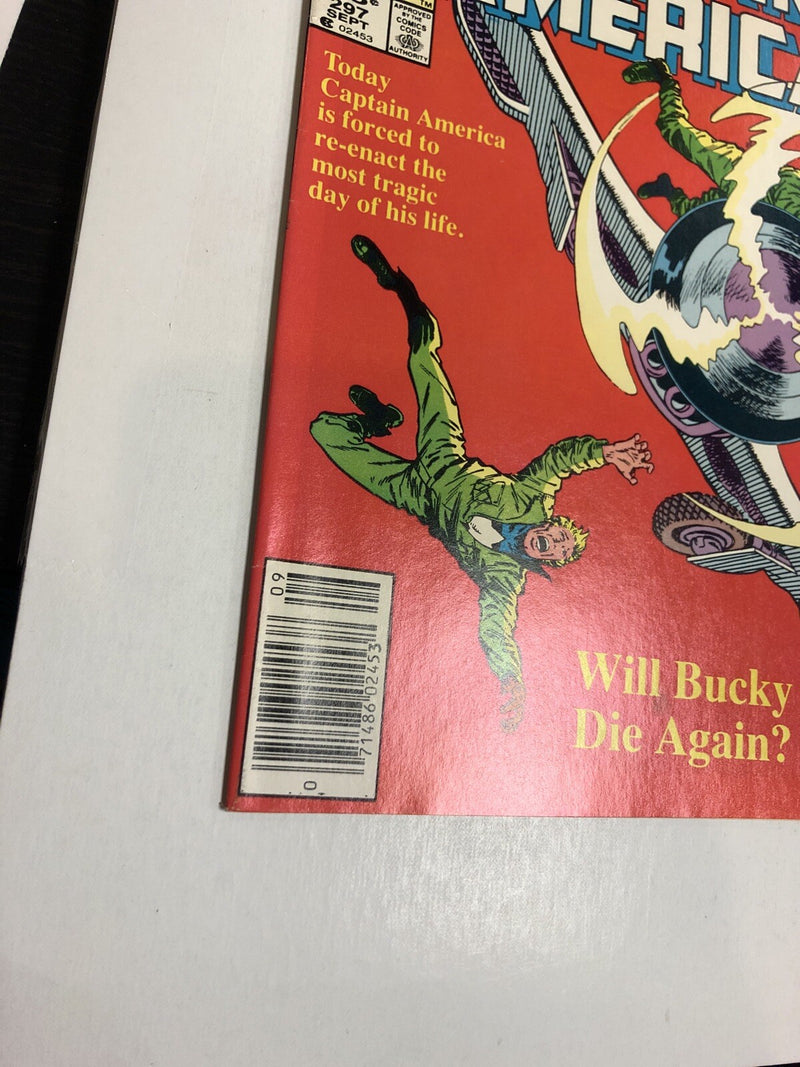 297
SEPT
02453
APPROVED
BY THE
COMICS
CODE
AUTHORITY
TM
AMERICA
Today
Captain America
is forced to
re-enact the
most tragic
day of his life.
09
71486 02453
0
Will Bucky
Die Again?